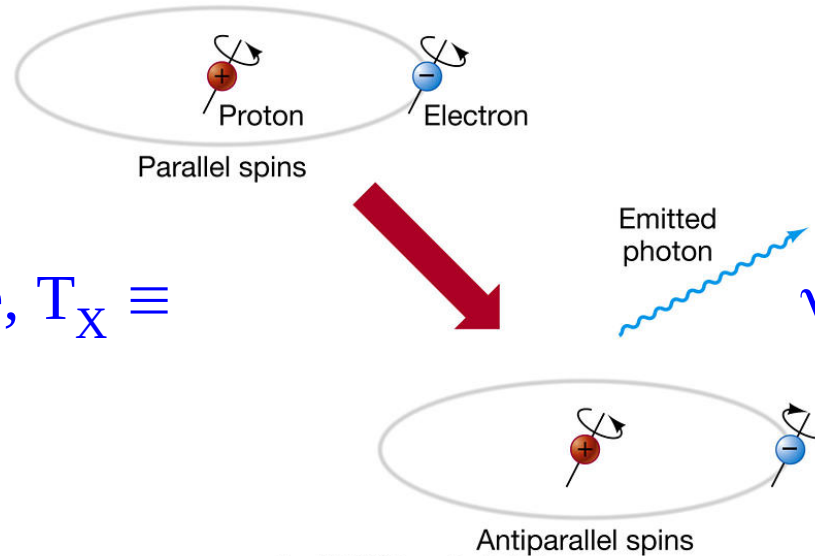 +
−
Proton
Electron
Parallel spins
Emitted
photon
, T_X ≡
+
−
Antiparallel spins